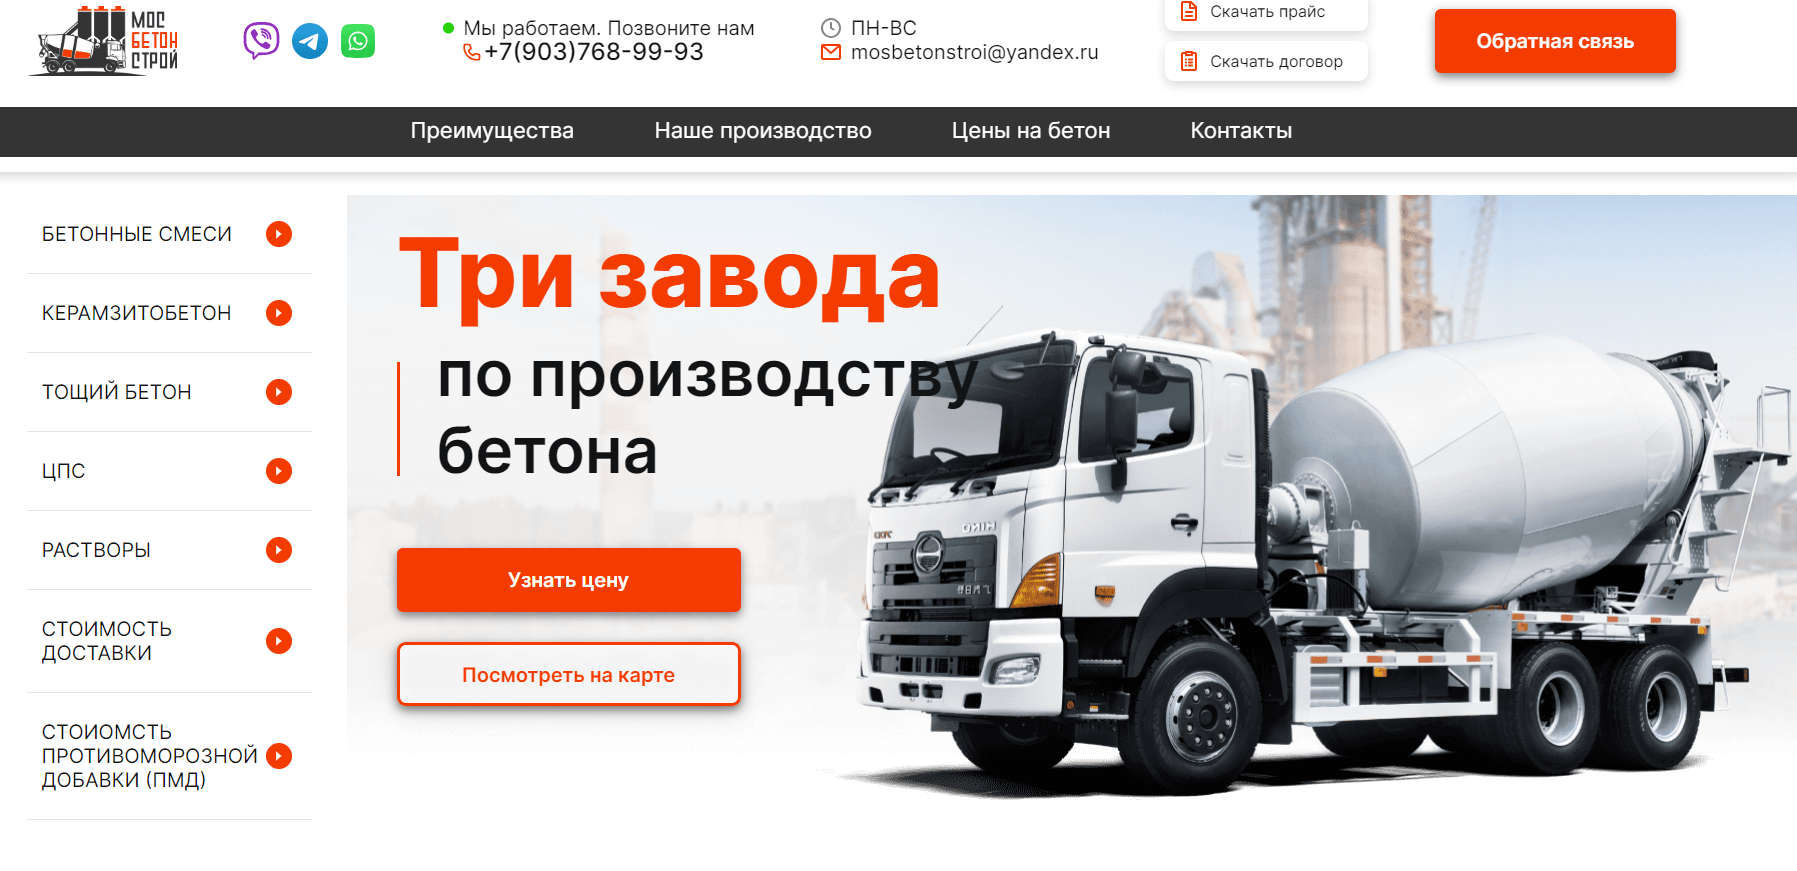 МОС
БЕТОН
СТРОЙ
Мы работаем. Позвоните нам
+7(903)768-99-93
ПН-ВС
mosbetonstroi@yandex.ru
Скачать прайс
Скачать договор
Обратная связь
Преимущества
Наше производство
Цены на бетон
Контакты
БЕТОННЫЕ СМЕСИ
КЕРАМЗИТОБЕТОН
ТОЩИЙ БЕТОН
ЦПС
РАСТВОРЫ
СТОИМОСТЬ
ДОСТАВКИ
СТОИОМСТЬ
ПРОТИВОМОРОЗНОЙ
ДОБАВКИ (ПМД)
Три завода
по производству
бетона
Узнать цену
Посмотреть на карте